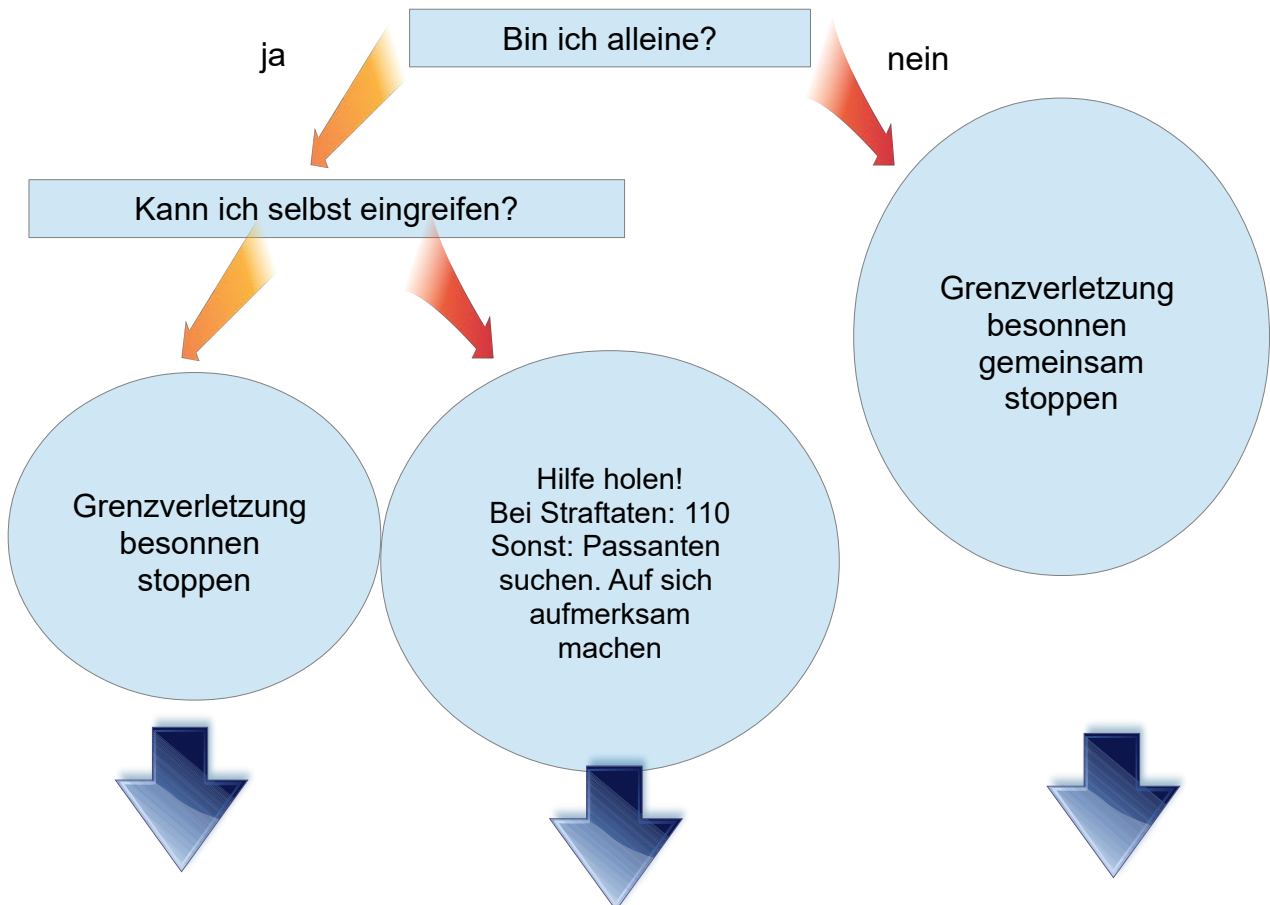 Bin ich alleine?
ja
nein
Kann ich selbst eingreifen?
Grenzverletzung
besonnen
gemeinsam
stoppen
Grenzverletzung
besonnen
stoppen
Hilfe holen!
Bei Straftaten: 110
Sonst: Passanten
suchen. Auf sich
aufmerksam
machen